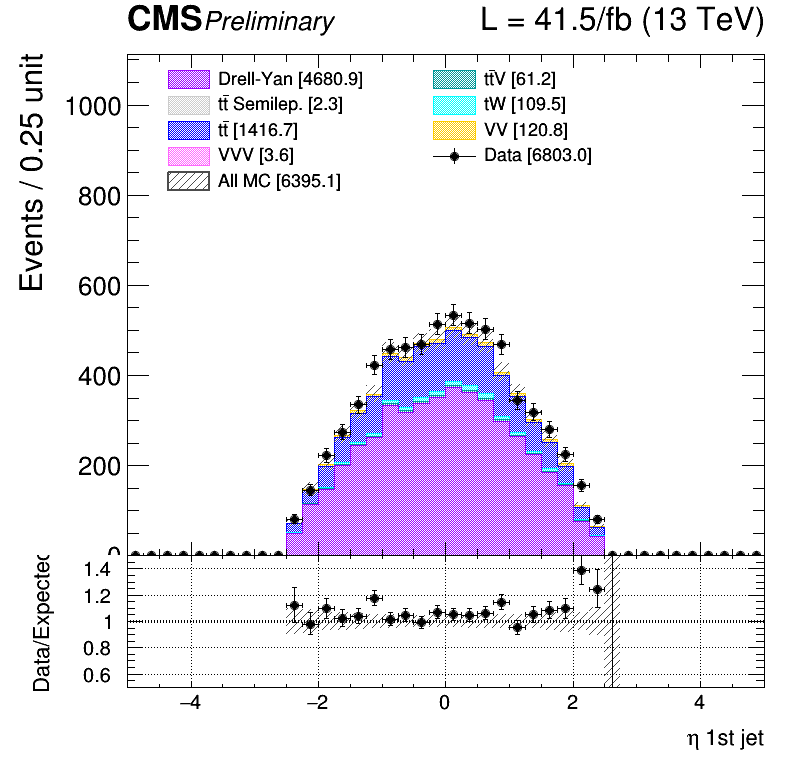 CMS Preliminary L = 41.5/fb (13 TeV)
Events / 0.25 unit
Drell-Yan [4680.9]
tt̄ Semilep. [2.3]
tt̄ [1416.7]
VVV [3.6]
All MC [6395.1]
tt̄V [61.2]
tW [109.5]
VV [120.8]
Data [6803.0]
1000
800
600
400
200
0
Data/Expected
1.4
1.2
1
0.8
0.6
−4 −2 0 2 4
η 1st jet